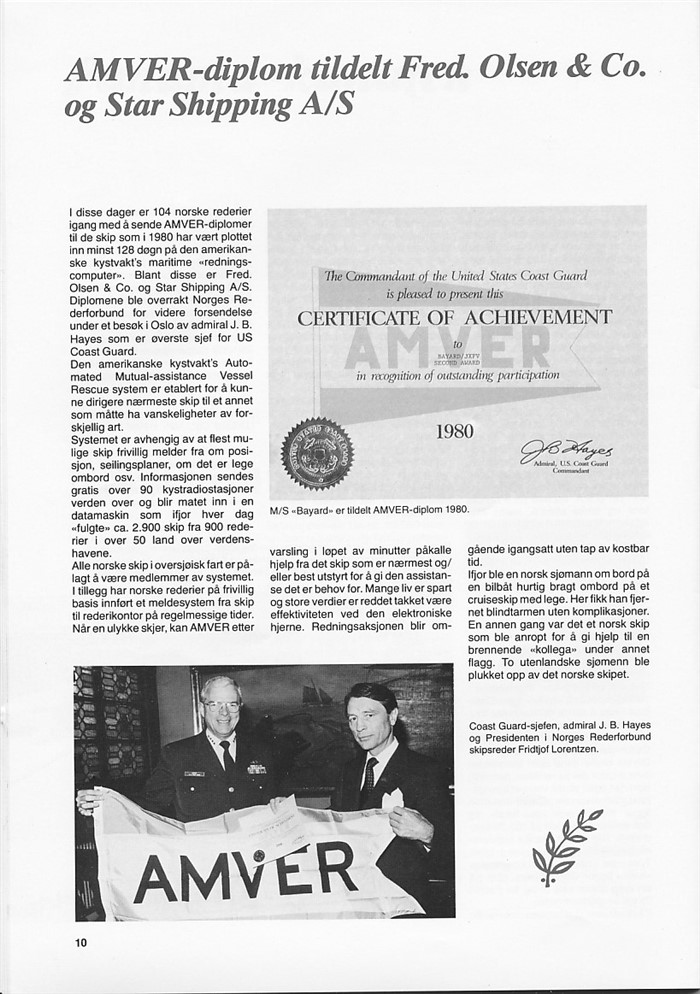 AMVER-diplom tildelt Fred. Olsen & Co.
og Star Shipping A/S
I disse dager er 104 norske rederier
igang med å sende AMVER-diplomer
til de skip som i 1980 har vært plottet
inn minst 128 døgn på den amerikan-
ske kystvakt's maritime «rednings-
computer». Blant disse er Fred.
Olsen & Co. og Star Shipping A/S.
Diplomene ble overrakt Norges Re-
derforbund for videre forsendelse
under et besøk i Oslo av admiral J. B.
Hayes som er øverste sjef for US
Coast Guard.
Den amerikanske kystvakt's Auto-
mated Mutual-assistance Vessel
Rescue system er etablert for å kun-
ne dirigere nærmeste skip til et annet
som måtte ha vanskeligheter av for-
skjellig art.
Systemet er avhengig av at flest mu-
lige skip frivillig melder fra om posi-
sjon, seilingsplaner, om det er lege
ombord osv. Informasjonen sendes
gratis over 90 kystradiostasjoner
verden over og blir matet inn i en
datamaskin som ifjor hver dag
«fulgte» ca. 2.900 skip fra 900 rede-
rier i over 50 land over verdens-
havene.
Alle norske skip i oversjøisk fart er på-
lagt å være medlemmer av systemet.
I tillegg har norske rederier på frivillig
basis innført et meldesystem fra skip
til rederikontor på regelmessige tider.
Når en ulykke skjer, kan AMVER etter
The Commandant of the United States Coast Guard
is pleased to present this
CERTIFICATE OF ACHIEVEMENT
AMVER
to
BAYARD/JXFV
SECOND AWARD
in recognition of outstanding participation
1980
JB Hayes
Admiral, U.S. Coast Guard
Commandant
M/S «Bayard» er tildelt AMVER-diplom 1980.
varsling i løpet av minutter påkalle
hjelp fra det skip som er nærmest og/
eller best utstyrt for å gi den assistan-
se det er behov for. Mange liv er spart
og store verdier er reddet takket være
effektiviteten ved den elektroniske
hjerne. Redningsaksjonen blir om-
gående igangsatt uten tap av kostbar
tid.
Ifjor ble en norsk sjømann om bord på
en bilbåt hurtig bragt ombord på et
cruiseskip med lege. Her fikk han fjer-
net blindtarmen uten komplikasjoner.
En annen gang var det et norsk skip
som ble anropt for å gi hjelp til en
brennende «kollega» under annet
flagg. To utenlandske sjømenn ble
plukket opp av det norske skipet.
AMVER
Coast Guard-sjefen, admiral J. B. Hayes
og Presidenten i Norges Rederforbund
skipsreder Fridtjof Lorentzen.
10